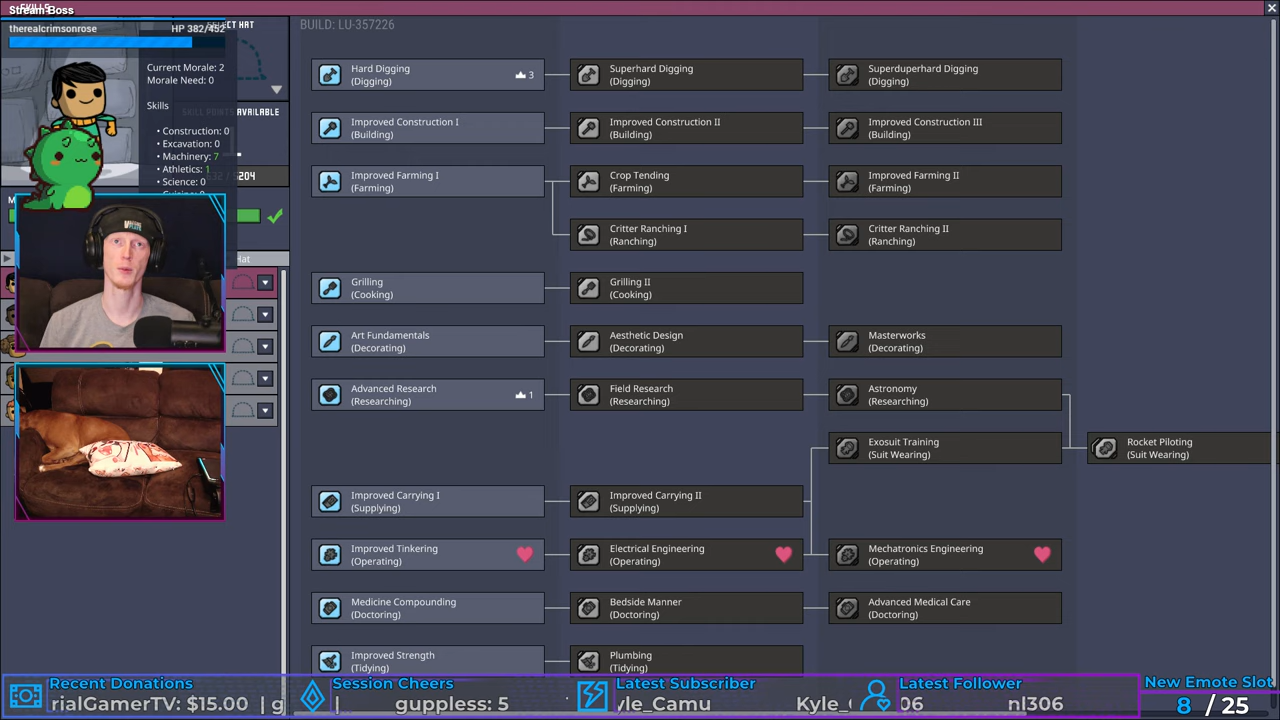 Stream Boss
therealcrimsonrose HP 382/452
SELECT HAT
BUILD: LU-357226
Current Morale: 2
Morale Need: 0
Skills
• Construction: 0
• Excavation: 0
• Machinery: 7
• Athletics: 1
• Science: 0
AVAILABLE
Hat
Hard Digging
(Digging)
3
Superhard Digging
(Digging)
Superduperhard Digging
(Digging)
Improved Construction I
(Building)
Improved Construction II
(Building)
Improved Construction III
(Building)
Improved Farming I
(Farming)
Crop Tending
(Farming)
Improved Farming II
(Farming)
Critter Ranching I
(Ranching)
Critter Ranching II
(Ranching)
Grilling
(Cooking)
Grilling II
(Cooking)
Art Fundamentals
(Decorating)
Aesthetic Design
(Decorating)
Masterworks
(Decorating)
Advanced Research
(Researching)
1
Field Research
(Researching)
Astronomy
(Researching)
Exosuit Training
(Suit Wearing)
Rocket Piloting
(Suit Wearing)
Improved Carrying I
(Supplying)
Improved Carrying II
(Supplying)
Improved Tinkering
(Operating)
Electrical Engineering
(Operating)
Mechatronics Engineering
(Operating)
Medicine Compounding
(Doctoring)
Bedside Manner
(Doctoring)
Advanced Medical Care
(Doctoring)
Improved Strength
(Tidying)
Plumbing
(Tidying)
Recent Donations
rialGamerTV: $15.00 | g
Session Cheers
guppless: 5
Latest Subscriber
yle_Camu Kyle_
Latest Follower
06 nl306
New Emote Slot
8 / 25